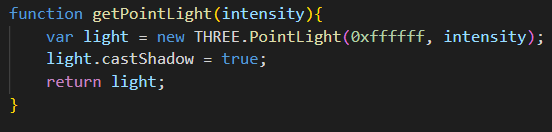 function getPointLight(intensity){
    var light = new THREE.PointLight(0xffffff, intensity);
    light.castShadow = true;
    return light;
}